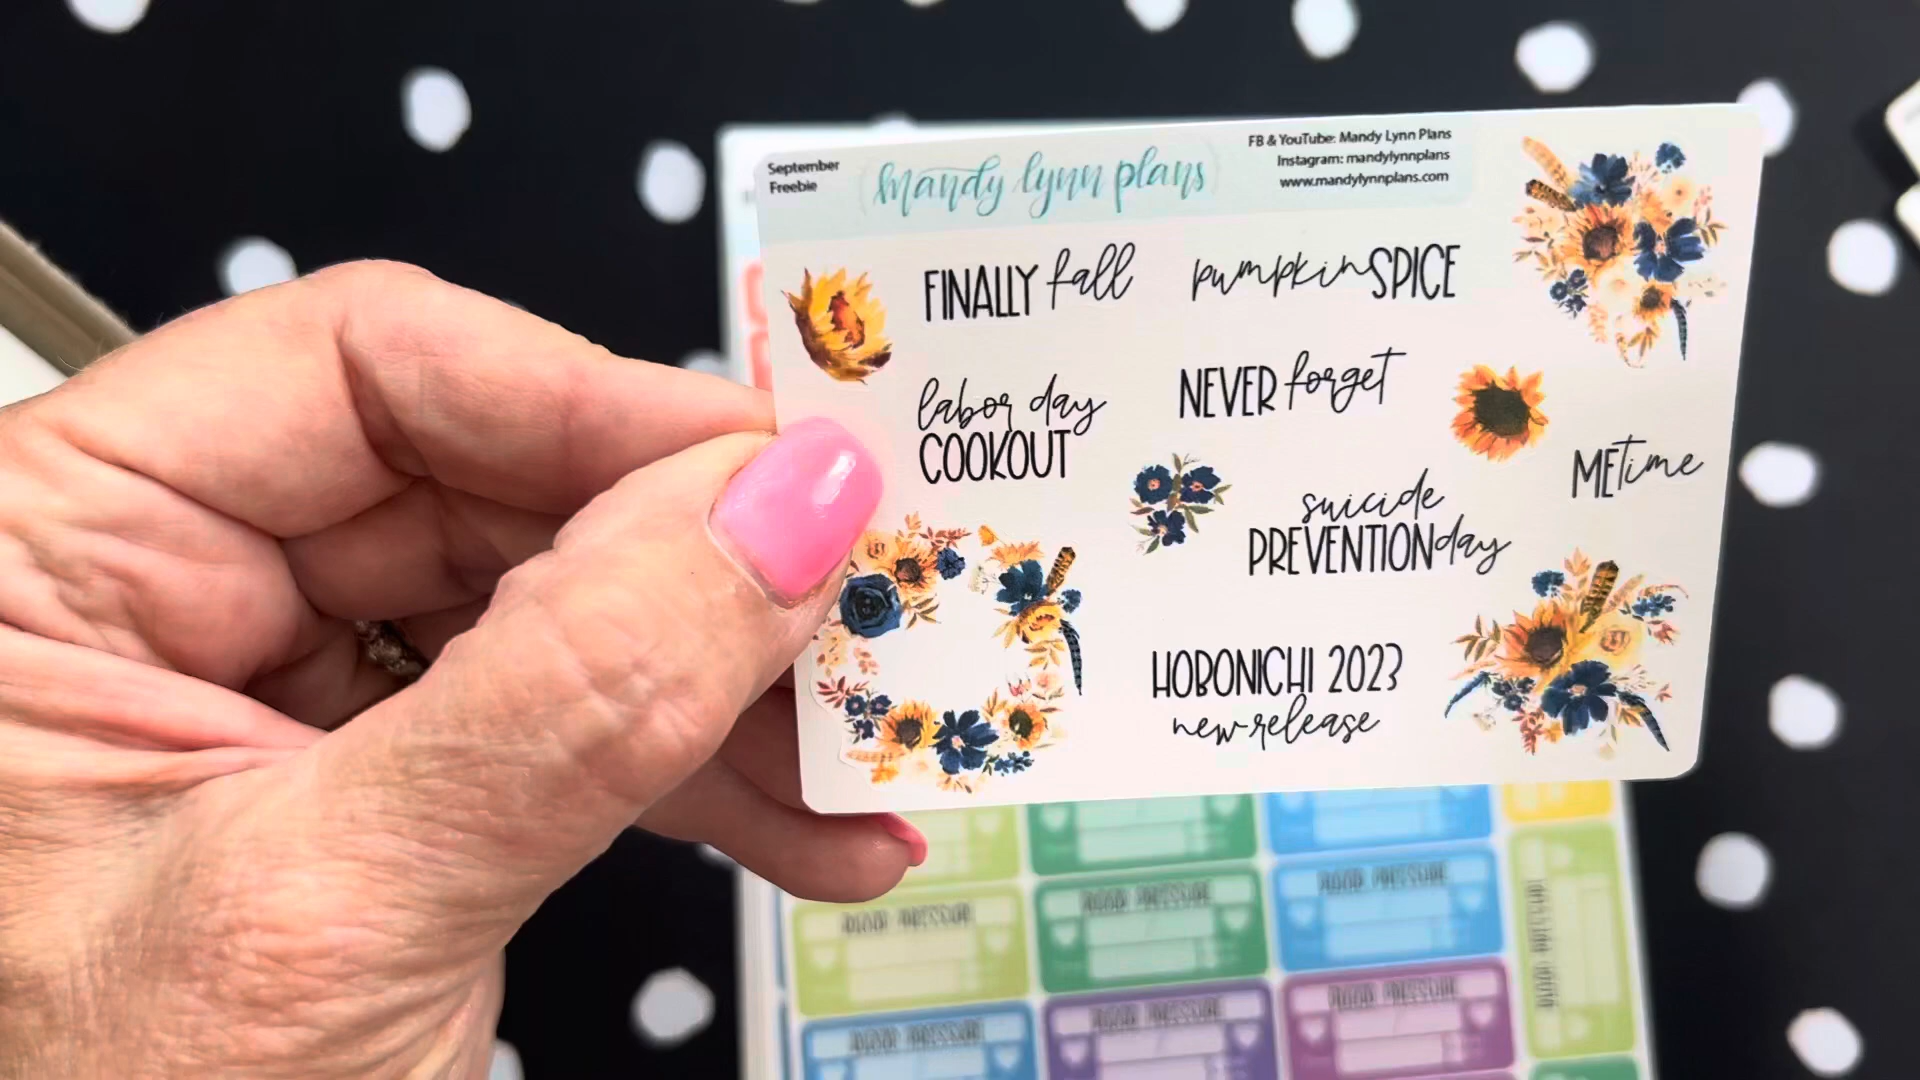 September
Freebie
mandy lynn plans
FB & YouTube: Mandy Lynn Plans
Instagram: mandylynnplans
www.mandylynnplans.com
FINALLY fall
pumpkin SPICE
labor day
COOKOUT
NEVER forget
ME time
suicide
PREVENTION day
HOBONICHI 2023
new release
BLOOD PRESSURE
BLOOD PRESSURE
BLOOD PRESSURE
BLOOD PRESSURE
BLOOD PRESSURE
BLOOD PRESSURE
BLOOD PRESSURE